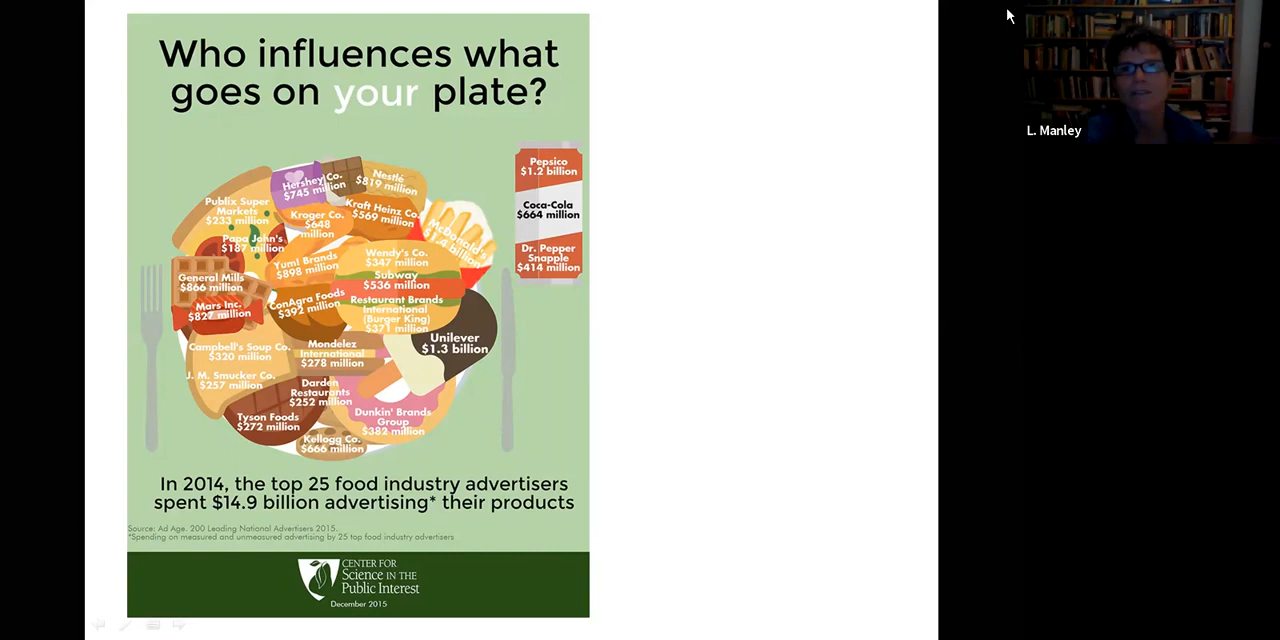 Who influences what
goes on your plate?
Hershey Co.
$745 million
Nestlé
$819 million
Pepsico
$1.2 billion
Coca-Cola
$664 million
Dr. Pepper
Snapple
$414 million
Publix Super
Markets
$233 million
Kroger Co.
$648
million
Kraft Heinz Co.
$569 million
McDonald's
$1.4 billion
Papa John's
$187 million
Yum! Brands
$898 million
Wendy's Co.
$347 million
Subway
$536 million
General Mills
$866 million
Mars Inc.
$827 million
ConAgra Foods
$392 million
Restaurant Brands
International
(Burger King)
$371 million
Unilever
$1.3 billion
Campbell's Soup Co.
$320 million
Mondelez
International
$278 million
J. M. Smucker Co.
$257 million
Darden
Restaurants
$252 million
Tyson Foods
$272 million
Dunkin' Brands
Group
$382 million
Kellogg Co.
$666 million
In 2014, the top 25 food industry advertisers
spent $14.9 billion advertising* their products
Source: Ad Age. 200 Leading National Advertisers 2015.
*Spending on measured and unmeasured advertising by 25 top food industry advertisers
CENTER FOR
Science IN THE
Public Interest
December 2015
L. Manley